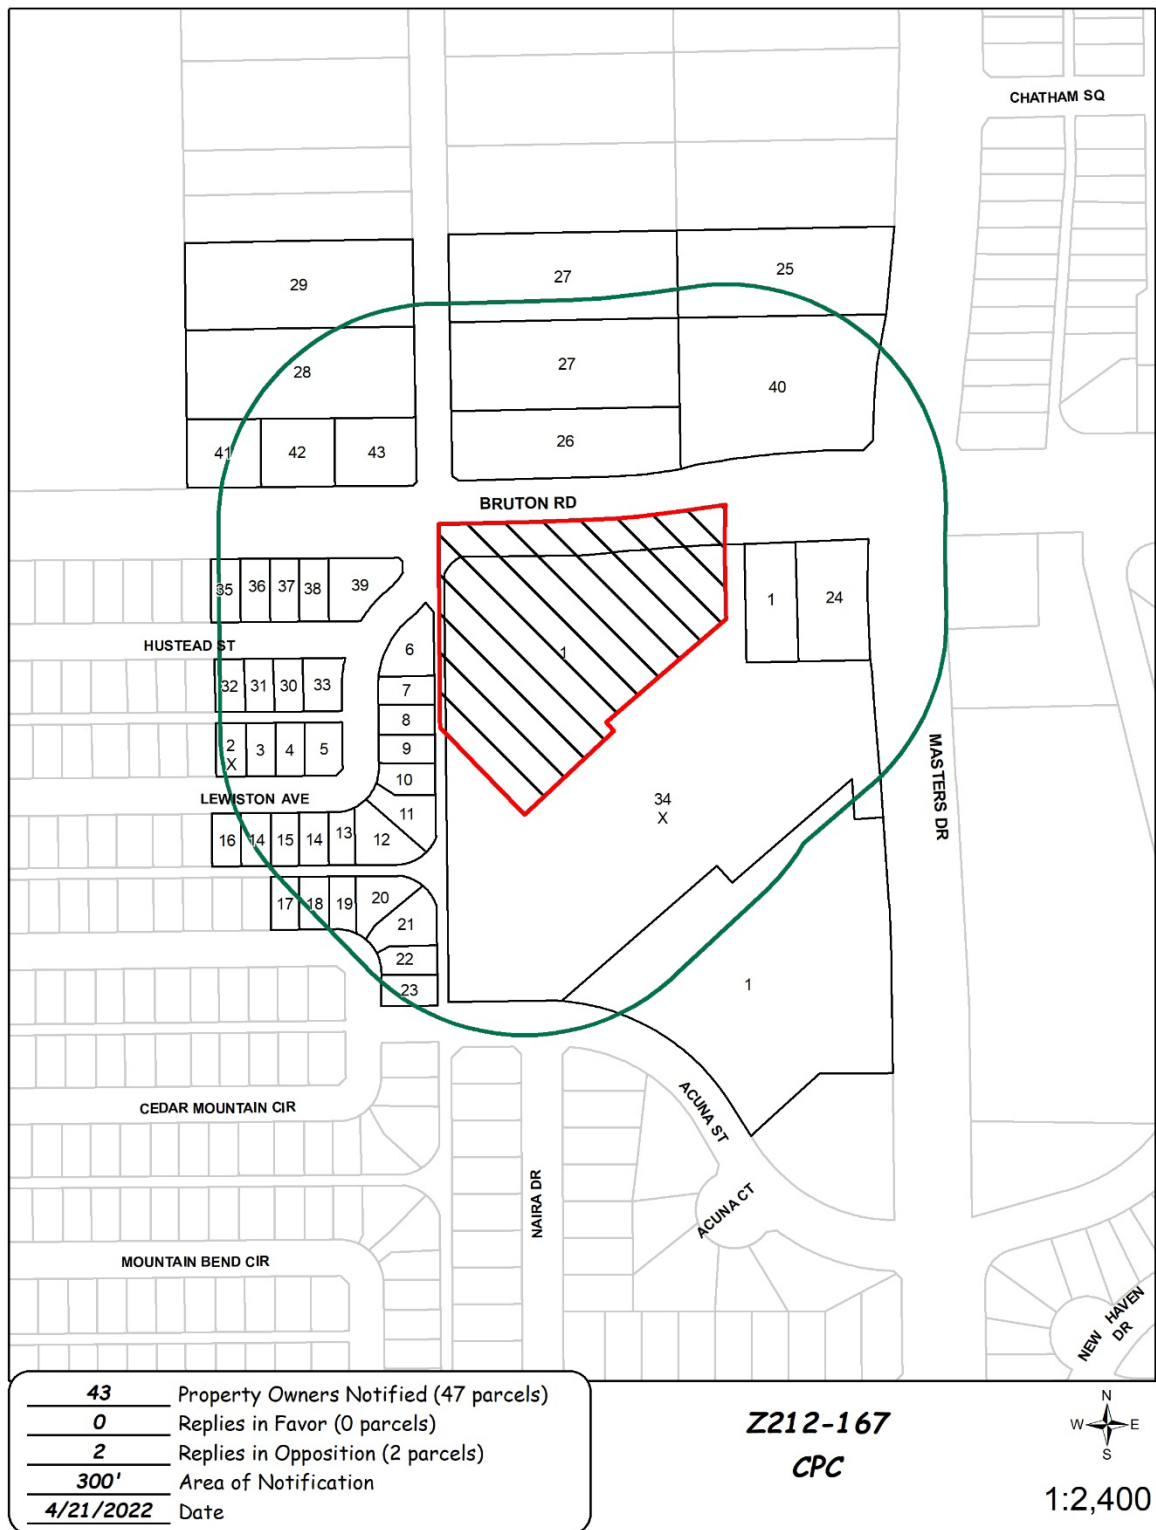 CHATHAM SQ
29
27
25
28
27
40
41
42
43
26
BRUTON RD
35
36
37
38
39
1
24
HUSTEAD ST
6
1
32
31
30
33
7
8
2
X
3
4
5
9
10
MASTERS DR
LEWISTON AVE
34
X
11
16
14
15
14
13
12
17
18
19
20
21
22
23
1
ACUNA ST
CEDAR MOUNTAIN CIR
NAIRA DR
ACUNA CT
MOUNTAIN BEND CIR
NEW HAVEN
DR
43 Property Owners Notified (47 parcels)
0 Replies in Favor (0 parcels)
2 Replies in Opposition (2 parcels)
300' Area of Notification
4/21/2022 Date
Z212-167
CPC
N
W E
S
1:2,400